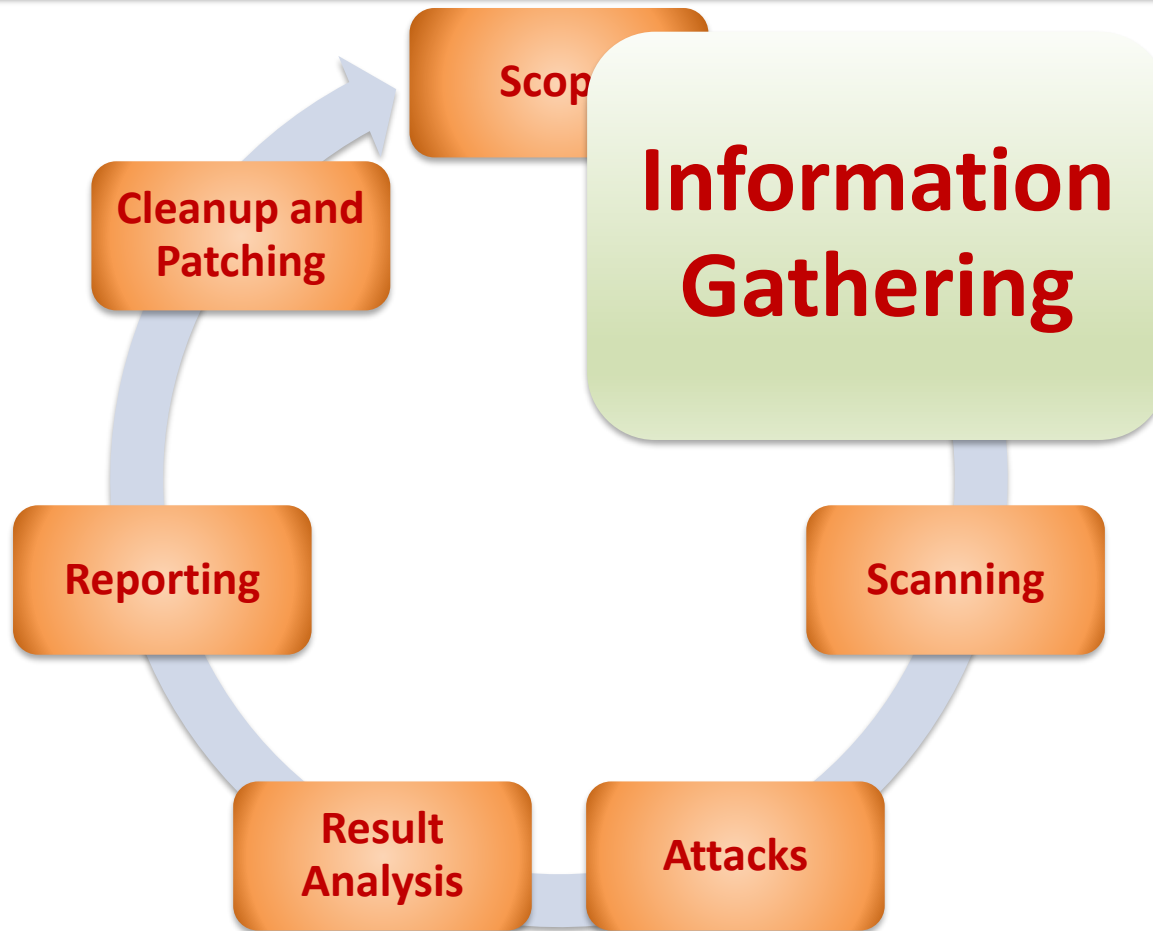 Scop
Information
Gathering
Scanning
Attacks
Result
Analysis
Reporting
Cleanup and
Patching